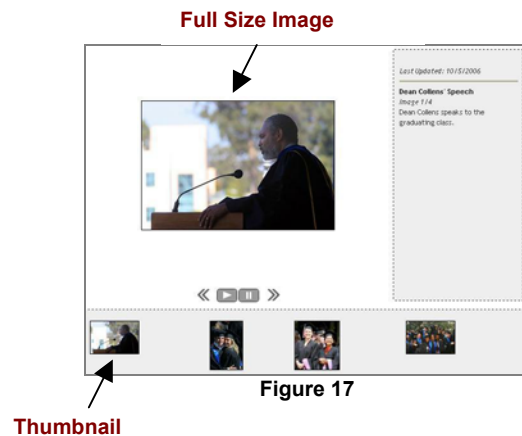 Full Size Image
Last Updated: 10/5/2006
Dean Collens' Speech
Image 1/4
Dean Collens speaks to the
graduating class.
Figure 17
Thumbnail